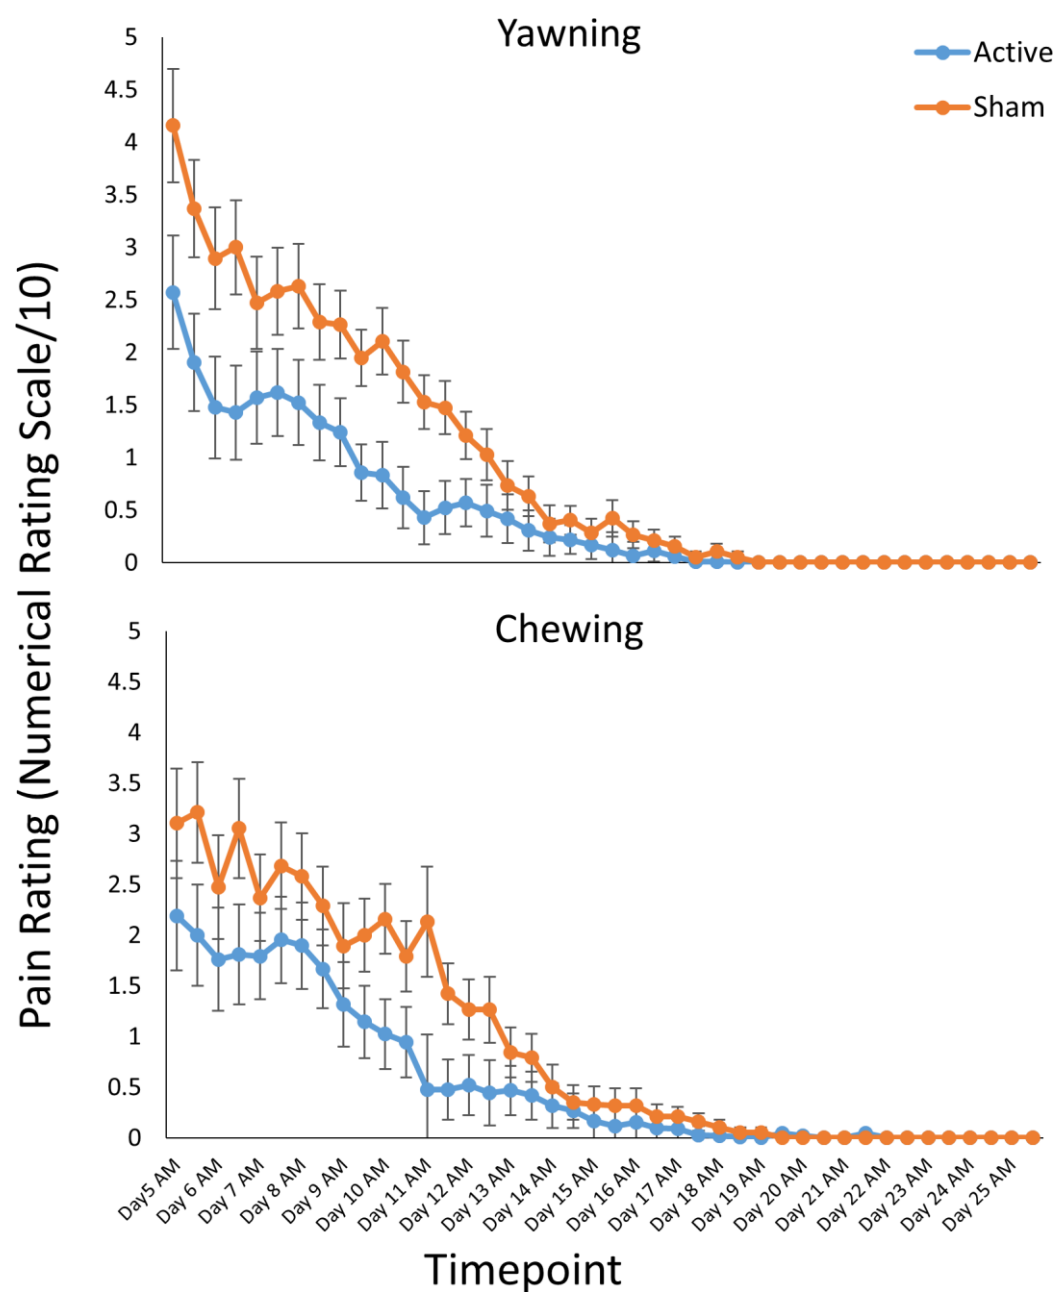 Yawning
Active
Sham
5
4.5
4
3.5
3
2.5
2
1.5
1
0.5
0
Pain Rating (Numerical Rating Scale/10)
Chewing
5
4.5
4
3.5
3
2.5
2
1.5
1
0.5
0
Day5 AM
Day 6 AM
Day 7 AM
Day 8 AM
Day 9 AM
Day 10 AM
Day 11 AM
Day 12 AM
Day 13 AM
Day 14 AM
Day 15 AM
Day 16 AM
Day 17 AM
Day 18 AM
Day 19 AM
Day 20 AM
Day 21 AM
Day 22 AM
Day 23 AM
Day 24 AM
Day 25 AM
Timepoint